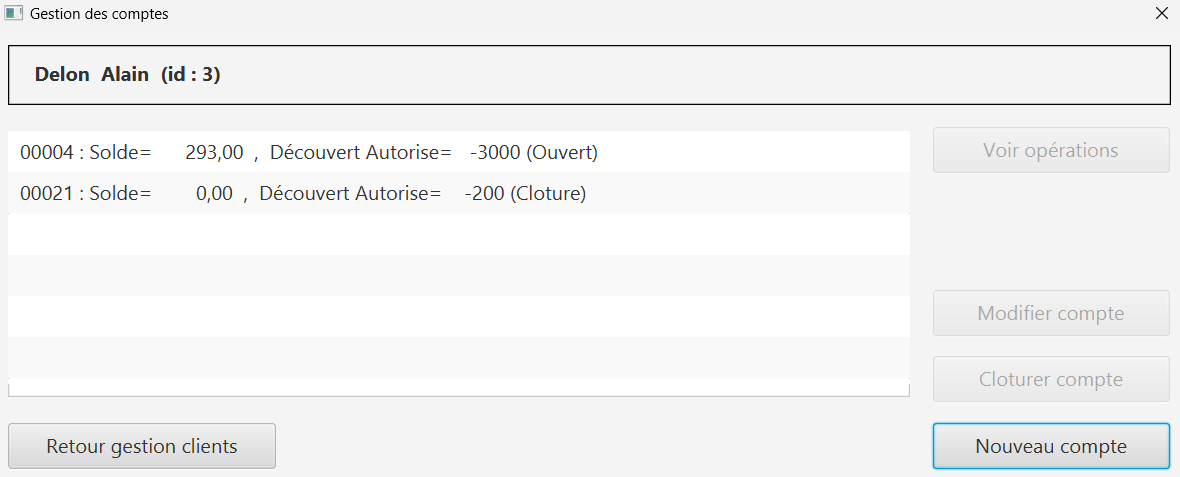 Gestion des comptes
Delon Alain (id : 3)
00004 : Solde= 293,00 , Découvert Autorise= -3000 (Ouvert)
00021 : Solde= 0,00 , Découvert Autorise= -200 (Cloture)
Voir opérations
Modifier compte
Cloturer compte
Retour gestion clients
Nouveau compte